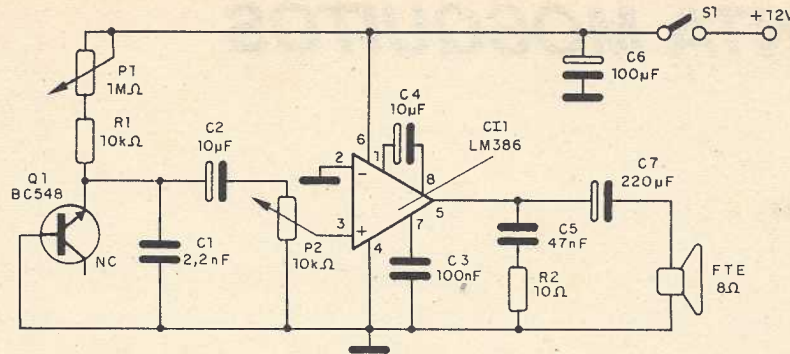 S1
+12V
P1
1MΩ
C6
100µF
C4
10µF
CI1
LM386
R1
10kΩ
C2
10µF
6
1
2
8
C7
220µF
Q1
BC548
5
3
7
4
NC
C1
2,2nF
P2
10kΩ
C3
100nF
C5
47nF
R2
10Ω
FTE
8Ω